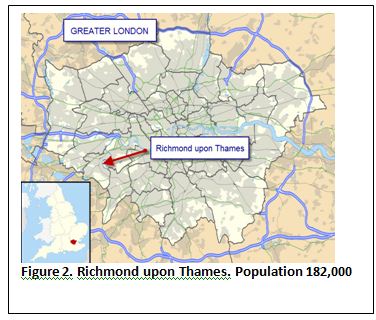 GREATER LONDON
Richmond upon Thames
Figure 2. Richmond upon Thames. Population 182,000